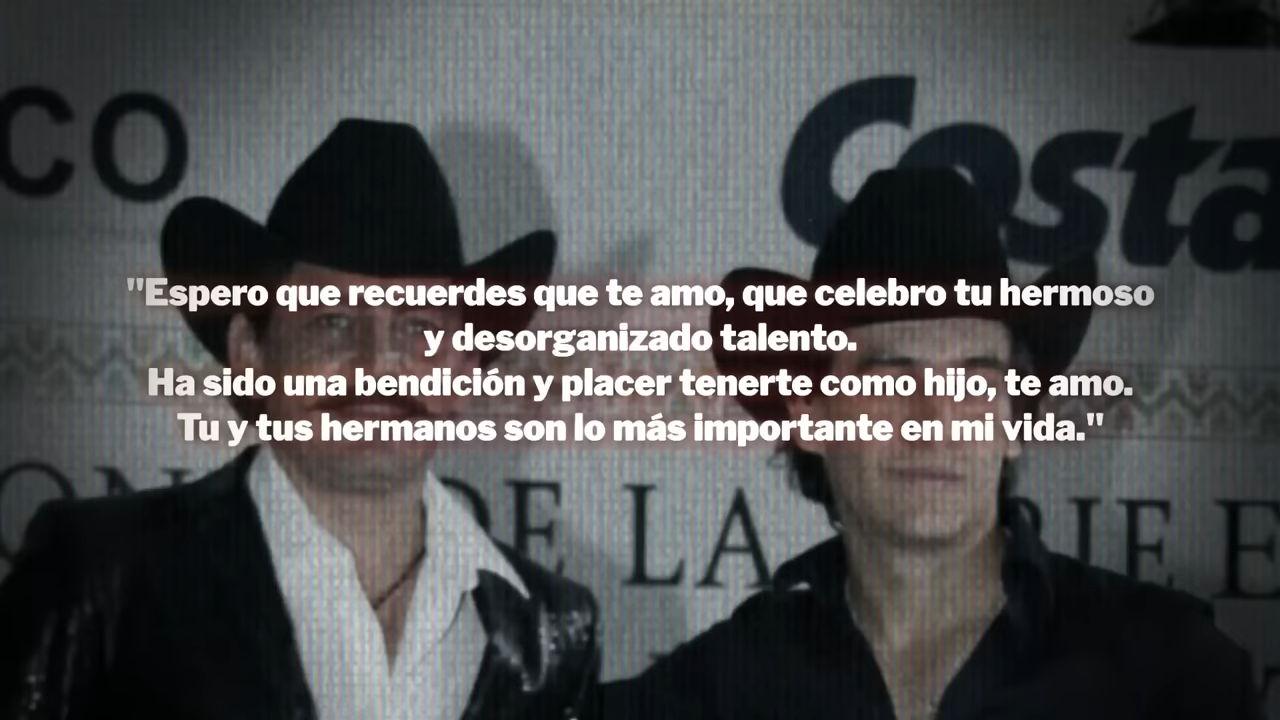 CO
Costa
"Espero que recuerdes que te amo, que celebro tu hermoso
y desorganizado talento.
Ha sido una bendición y placer tenerte como hijo, te amo.
Tu y tus hermanos son lo más importante en mi vida."
DE LA